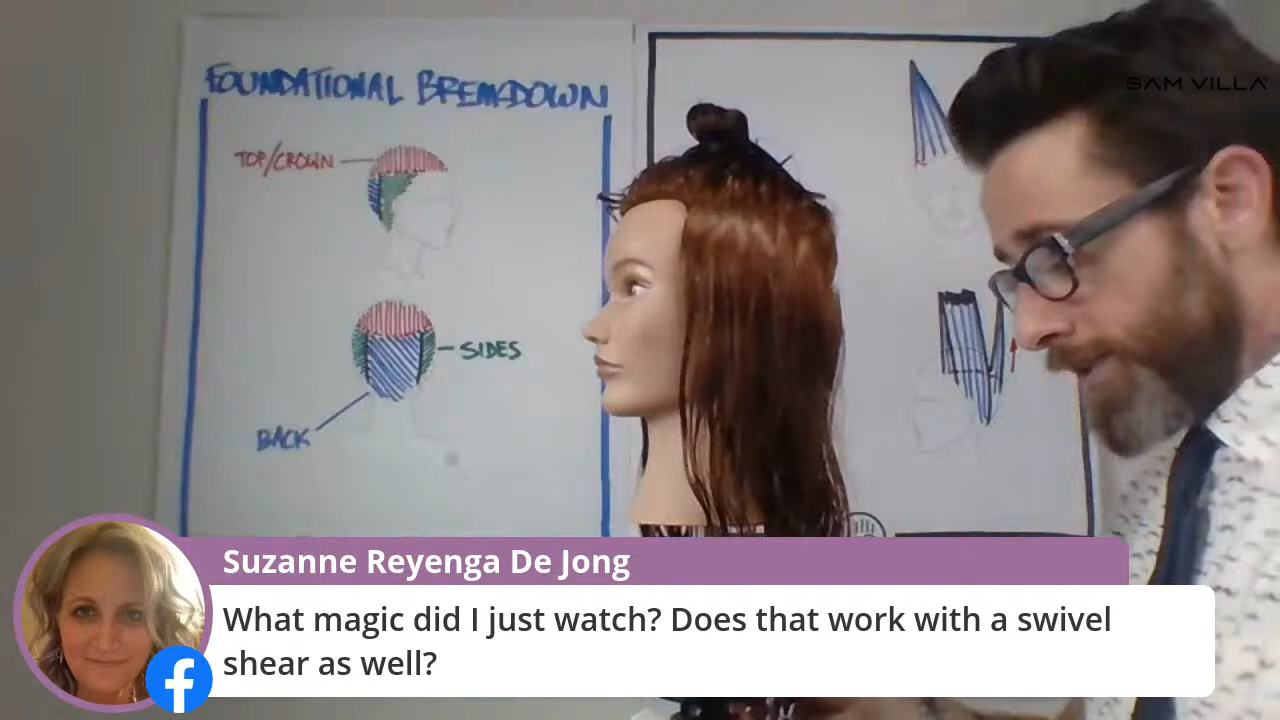 FOUNDATIONAL BREAKDOWN
SAM VILLA
TOP/CROWN
SIDES
BACK
Suzanne Reyenga De Jong
What magic did I just watch? Does that work with a swivel
shear as well?